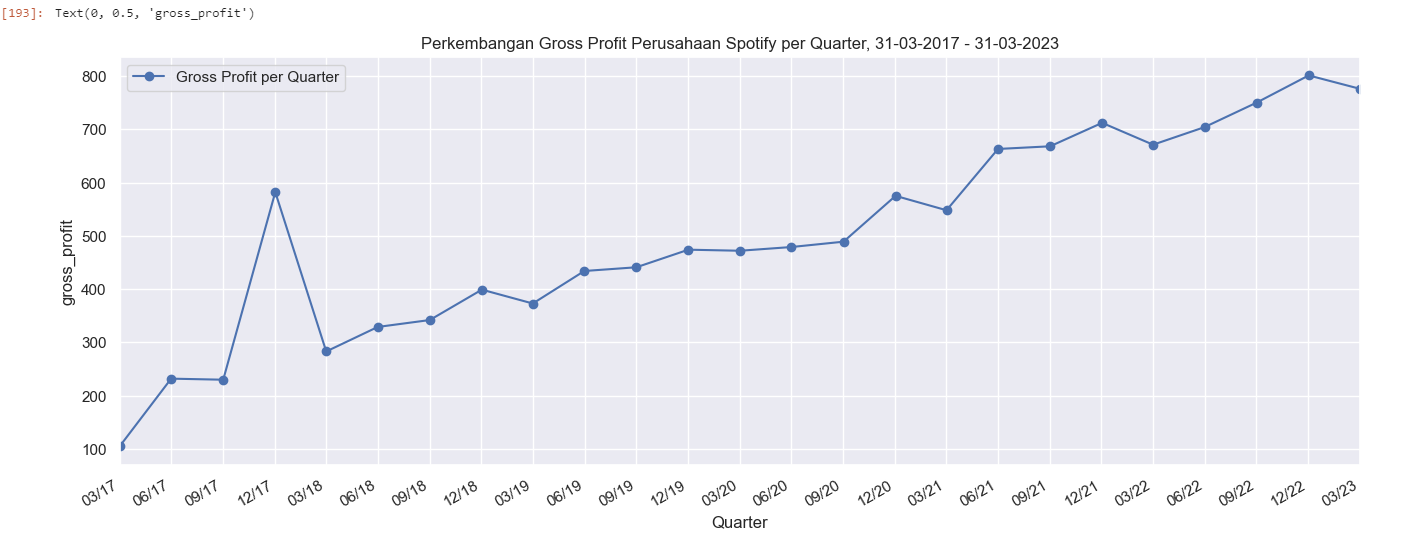 [193]: Text(0, 0.5, 'gross_profit')
Perkembangan Gross Profit Perusahaan Spotify per Quarter, 31-03-2017 - 31-03-2023
Gross Profit per Quarter
800
700
600
500
400
300
200
100
gross_profit
03/17 06/17 09/17 12/17 03/18 06/18 09/18 12/18 03/19 06/19 09/19 12/19 03/20 06/20 09/20 12/20 03/21 06/21 09/21 12/21 03/22 06/22 09/22 12/22 03/23
Quarter